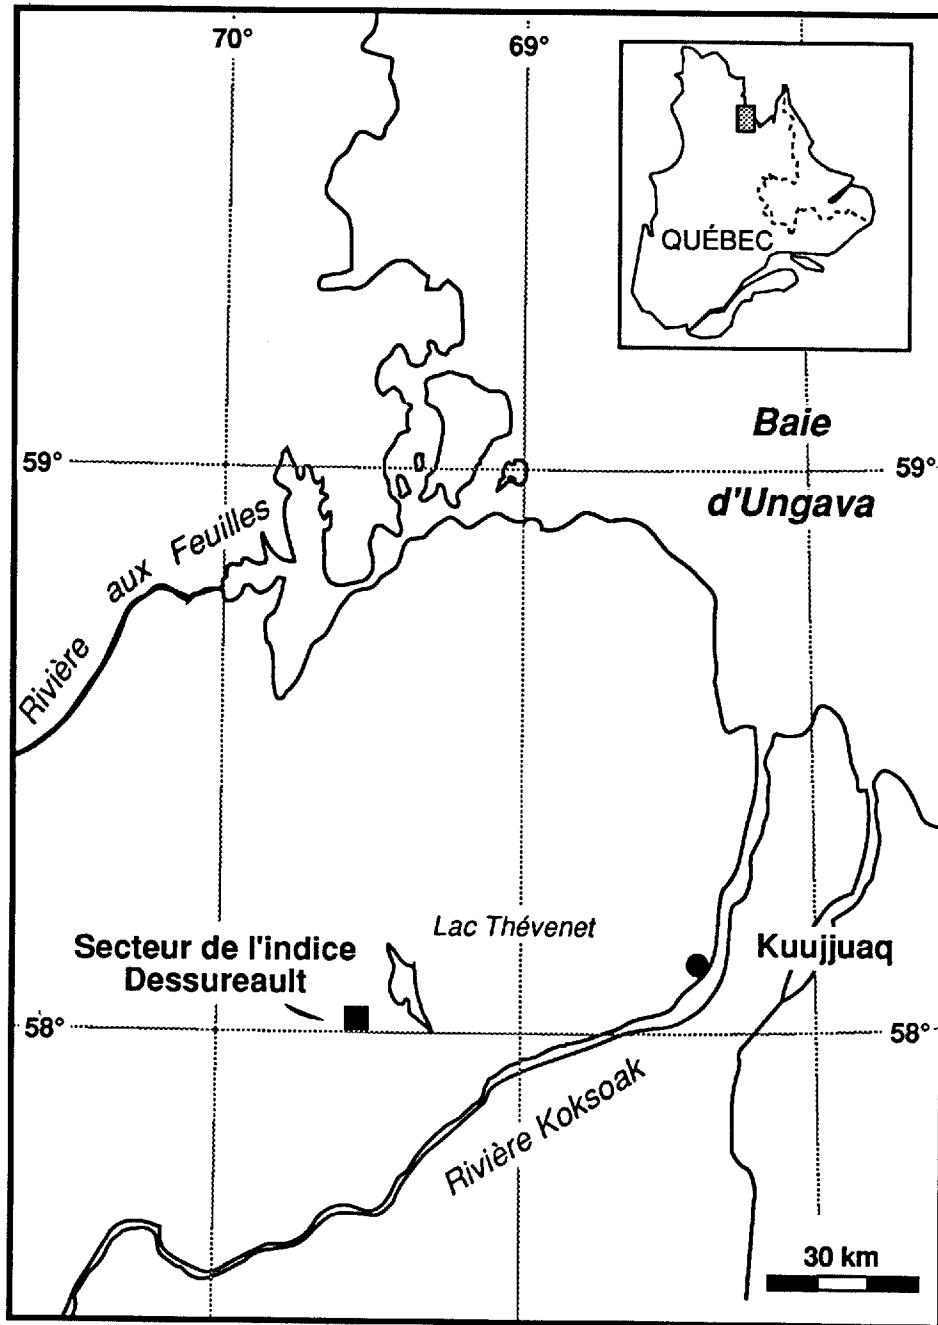 70°
69°
QUÉBEC
Baie
d'Ungava
59°
59°
Rivière aux Feuilles
Lac Thévenet
Secteur de l'indice
Dessureault
Kuujjuaq
58°
58°
Rivière Koksoak
30 km